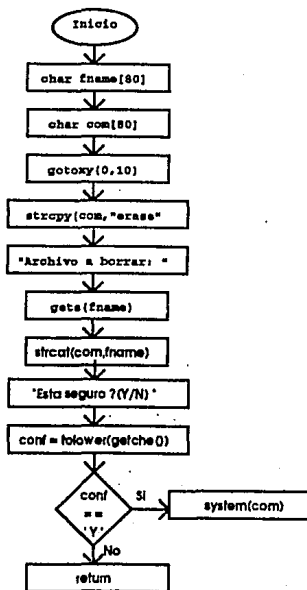 Inicio
char fname[80]
char com[80]
gotoxy(0,10)
strcpy(com,"erase"
"Archivo a borrar: "
gets(fname)
strcat(com,fname)
"Esta seguro ?(Y/N) "
conf = tolower(getche())
conf
Si
= =
system(com)
'Y'
No
return